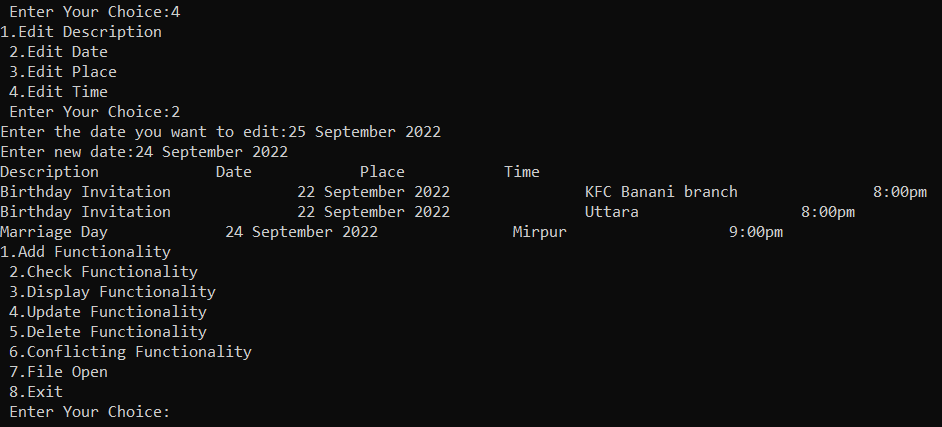 Enter Your Choice:4
1.Edit Description
2.Edit Date
3.Edit Place
4.Edit Time
Enter Your Choice:2
Enter the date you want to edit:25 September 2022
Enter new date:24 September 2022
Description Date Place Time
Birthday Invitation 22 September 2022 KFC Banani branch 8:00pm
Birthday Invitation 22 September 2022 Uttara 8:00pm
Marriage Day 24 September 2022 Mirpur 9:00pm
1.Add Functionality
2.Check Functionality
3.Display Functionality
4.Update Functionality
5.Delete Functionality
6.Conflicting Functionality
7.File Open
8.Exit
Enter Your Choice: